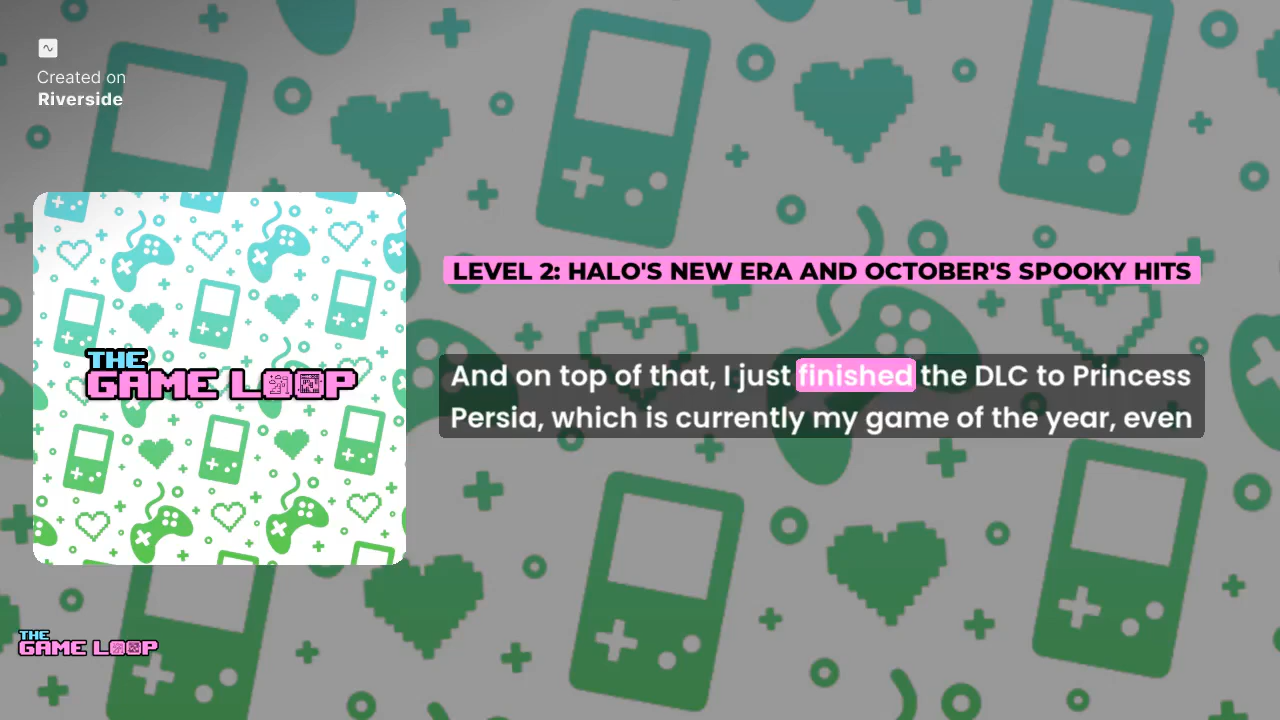 Created on
Riverside
LEVEL 2: HALO'S NEW ERA AND OCTOBER'S SPOOKY HITS
THE
GAME LOOP
And on top of that, I just finished the DLC to Princess
Persia, which is currently my game of the year, even
THE
GAME LOOP